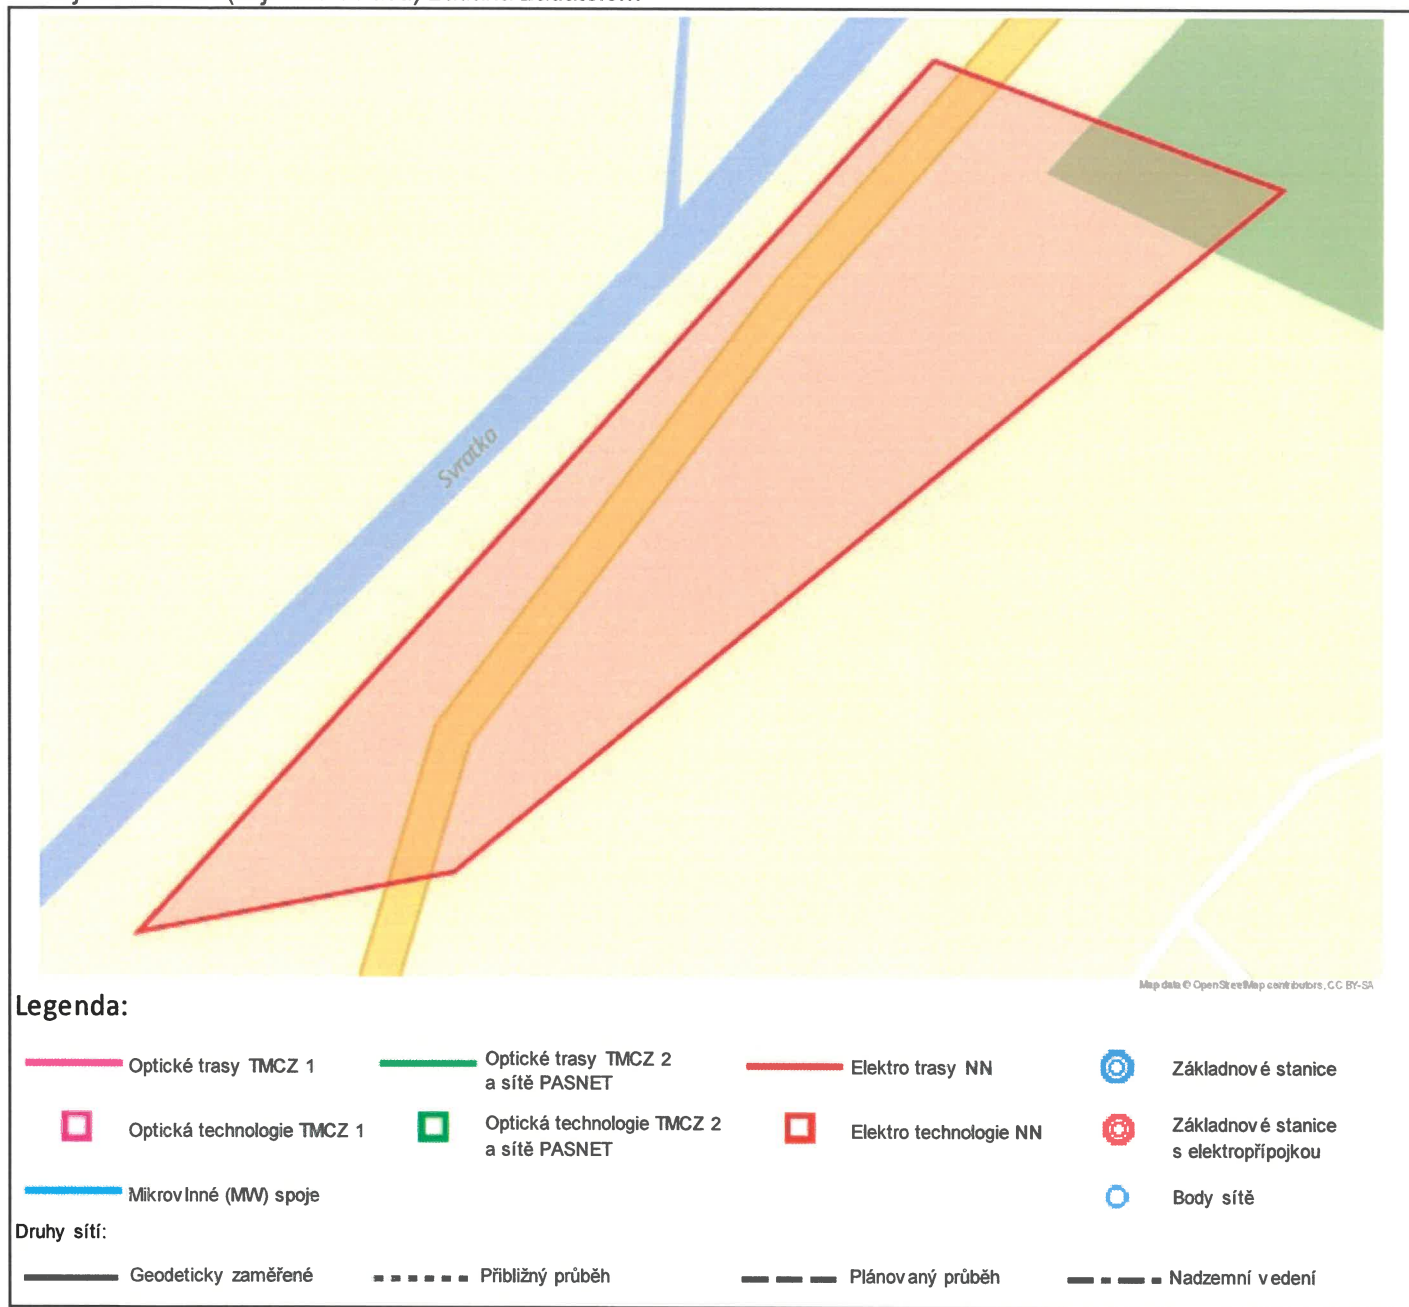 Svratka
Map data © OpenStreetMap contributors, CC BY-SA
Legenda:
Optické trasy TMCZ 1
Optické trasy TMCZ 2
a sítě PASNET
Elektro trasy NN
Základnové stanice
Optická technologie TMCZ 1
Optická technologie TMCZ 2
a sítě PASNET
Elektro technologie NN
Základnové stanice
s elektropřípojkou
Mikrovlnné (MW) spoje
Body sítě
Druhy sítí:
Geodeticky zaměřené
Přibližný průběh
Plánovaný průběh
Nadzemní vedení